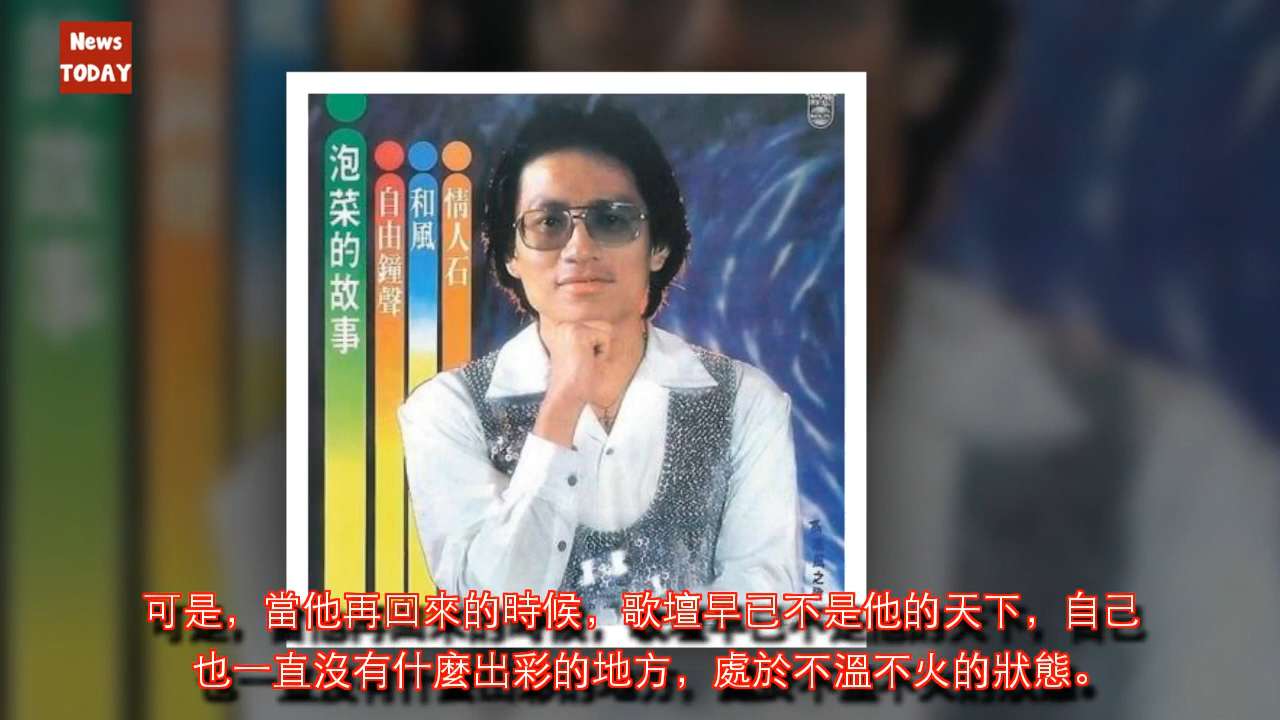 News
TODAY
泡菜的故事
自由鐘聲
和風
情人石
可是，當他再回來的時候，歌壇早已不是他的天下，自己
也一直沒有什麼出彩的地方，處於不溫不火的狀態。